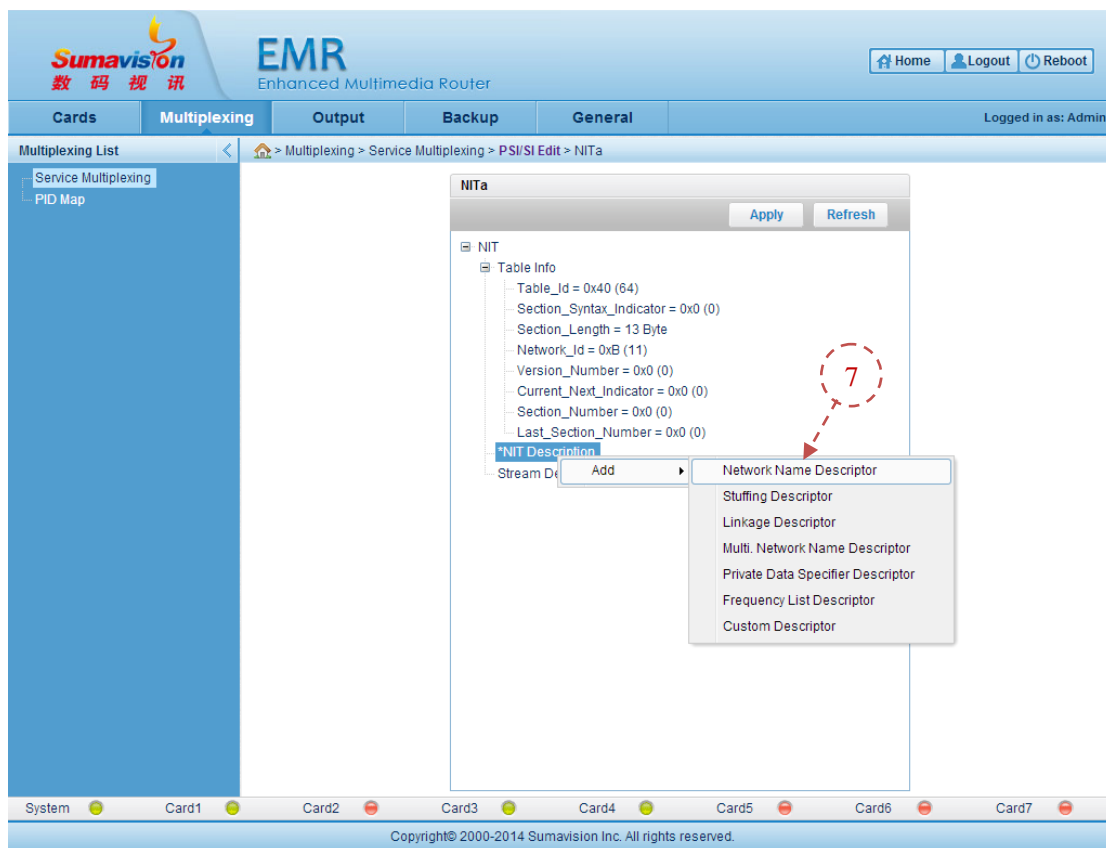 Sumavision
数 码 视 讯
EMR
Enhanced Multimedia Router
Home Logout Reboot
Cards Multiplexing Output Backup General Logged in as: Admin
Multiplexing List > Multiplexing > Service Multiplexing > PSI/SI Edit > NITa
Service Multiplexing
PID Map
NITa
Apply Refresh
NIT
Table Info
Table_Id = 0x40 (64)
Section_Syntax_Indicator = 0x0 (0)
Section_Length = 13 Byte
Network_Id = 0xB (11)
Version_Number = 0x0 (0)
Current_Next_Indicator = 0x0 (0)
Section_Number = 0x0 (0)
Last_Section_Number = 0x0 (0)
7
*NIT Description
Stream De
Add
Network Name Descriptor
Stuffing Descriptor
Linkage Descriptor
Multi. Network Name Descriptor
Private Data Specifier Descriptor
Frequency List Descriptor
Custom Descriptor
System Card1 Card2 Card3 Card4 Card5 Card6 Card7
Copyright© 2000-2014 Sumavision Inc. All rights reserved.